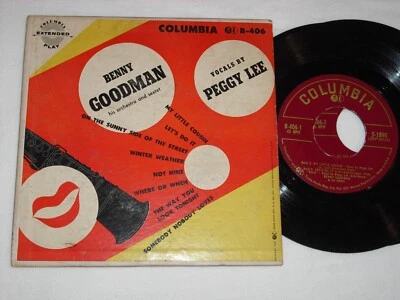 COLUMBIA
EXTENDED
PLAY
COLUMBIA B-406
BENNY
GOODMAN
his orchestra and sextet
VOCALS BY
PEGGY LEE
MY LITTLE COUSIN
LET'S DO IT
ON THE SUNNY SIDE OF THE STREET
WINTER WEATHER
NOT MINE
WHERE OR WHEN
THE WAY YOU
LOOK TONIGHT
SOMEBODY NOBODY LOVES
COLUMBIA
B-406